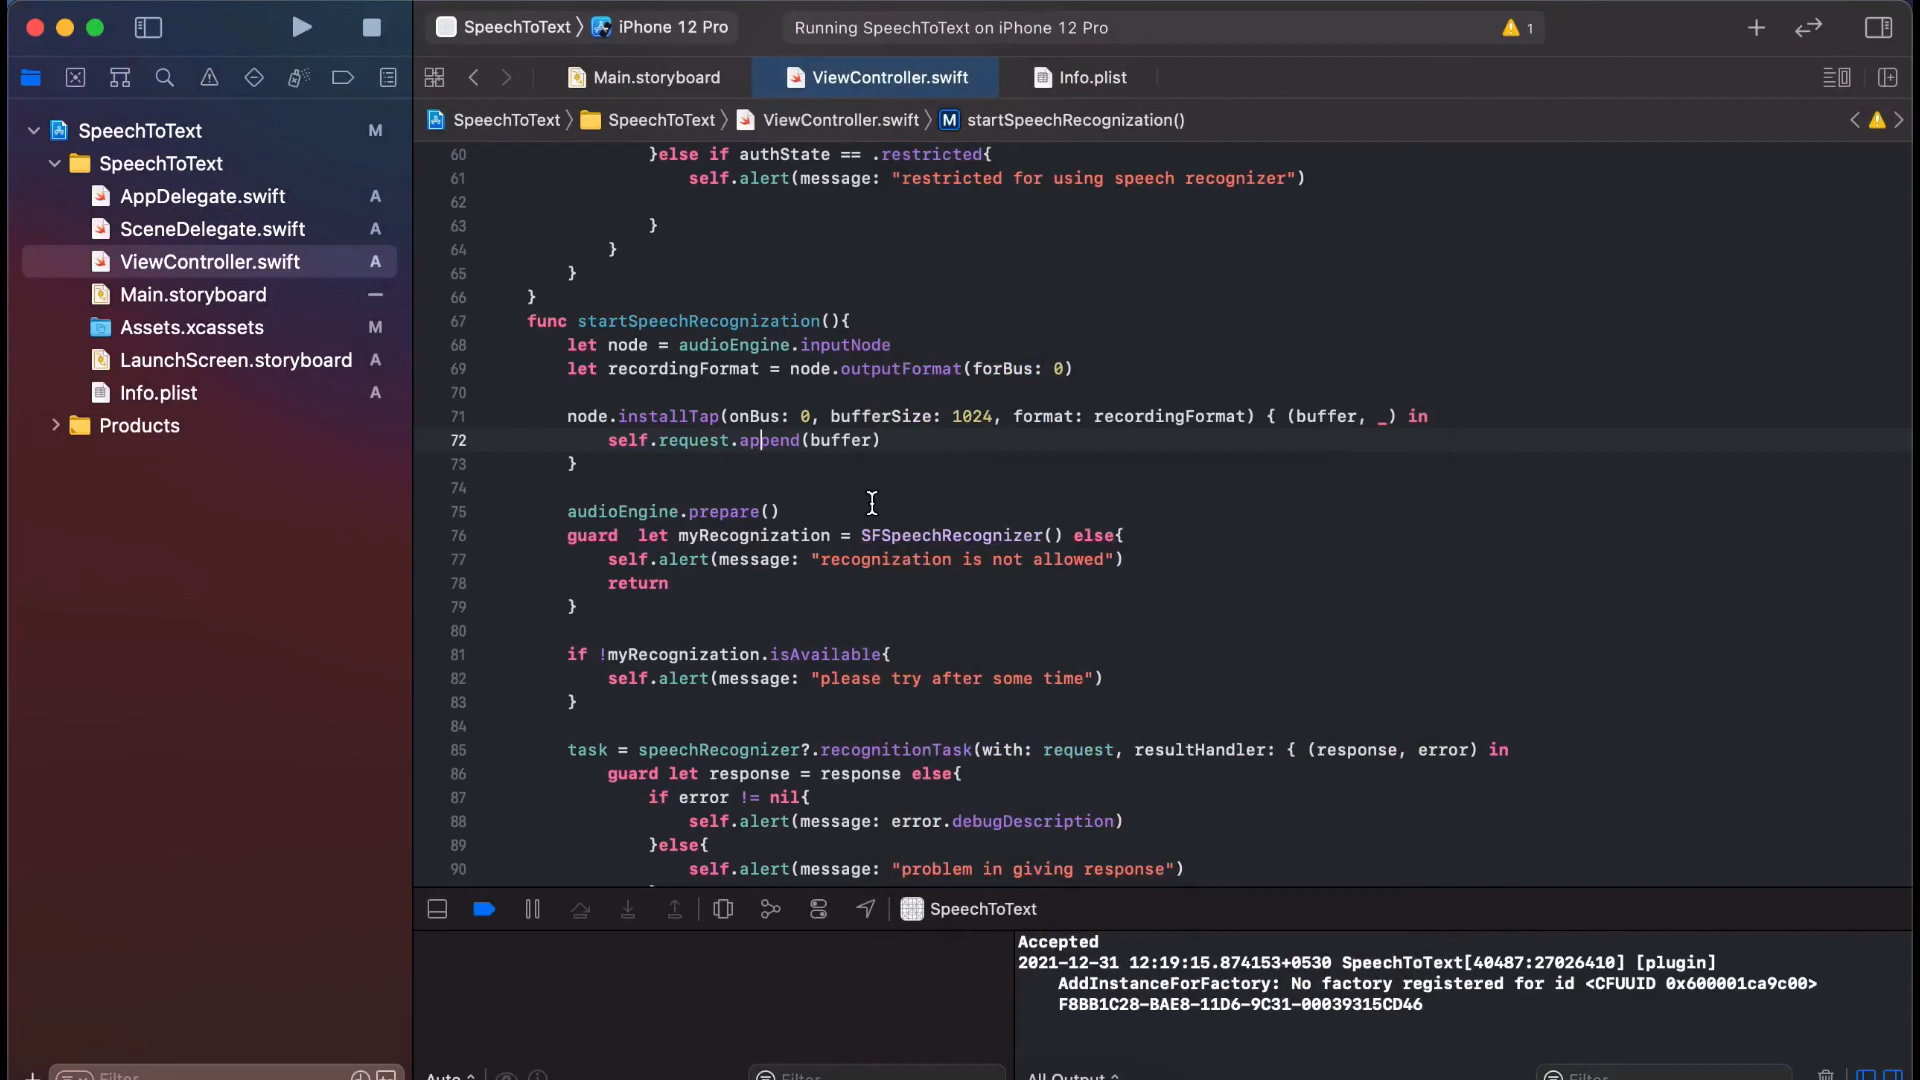 SpeechToText 〉 iPhone 12 Pro
Running SpeechToText on iPhone 12 Pro
1
Main.storyboard
ViewController.swift
Info.plist
SpeechToText 〉 SpeechToText 〉 ViewController.swift 〉 M startSpeechRecognization()
SpeechToText M
SpeechToText
AppDelegate.swift A
SceneDelegate.swift A
ViewController.swift A
Main.storyboard —
Assets.xcassets M
LaunchScreen.storyboard A
Info.plist A
Products
60 }else if authState == .restricted{
61 self.alert(message: "restricted for using speech recognizer")
62
63 }
64 }
65 }
66 }
67 func startSpeechRecognization(){
68 let node = audioEngine.inputNode
69 let recordingFormat = node.outputFormat(forBus: 0)
70
71 node.installTap(onBus: 0, bufferSize: 1024, format: recordingFormat) { (buffer, _) in
72 self.request.append(buffer)
73 }
74
75 audioEngine.prepare()
76 guard  let myRecognization = SFSpeechRecognizer() else{
77 self.alert(message: "recognization is not allowed")
78 return
79 }
80
81 if !myRecognization.isAvailable{
82 self.alert(message: "please try after some time")
83 }
84
85 task = speechRecognizer?.recognitionTask(with: request, resultHandler: { (response, error) in
86 guard let response = response else{
87 if error != nil{
88 self.alert(message: error.debugDescription)
89 }else{
90 self.alert(message: "problem in giving response")
SpeechToText
Accepted
2021-12-31 12:19:15.874153+0530 SpeechToText[40487:27026410] [plugin]
AddInstanceForFactory: No factory registered for id <CFUUID 0x600001ca9c00>
F8BB1C28-BAE8-11D6-9C31-00039315CD46
Filter
Auto
Filter
All Output
Filter